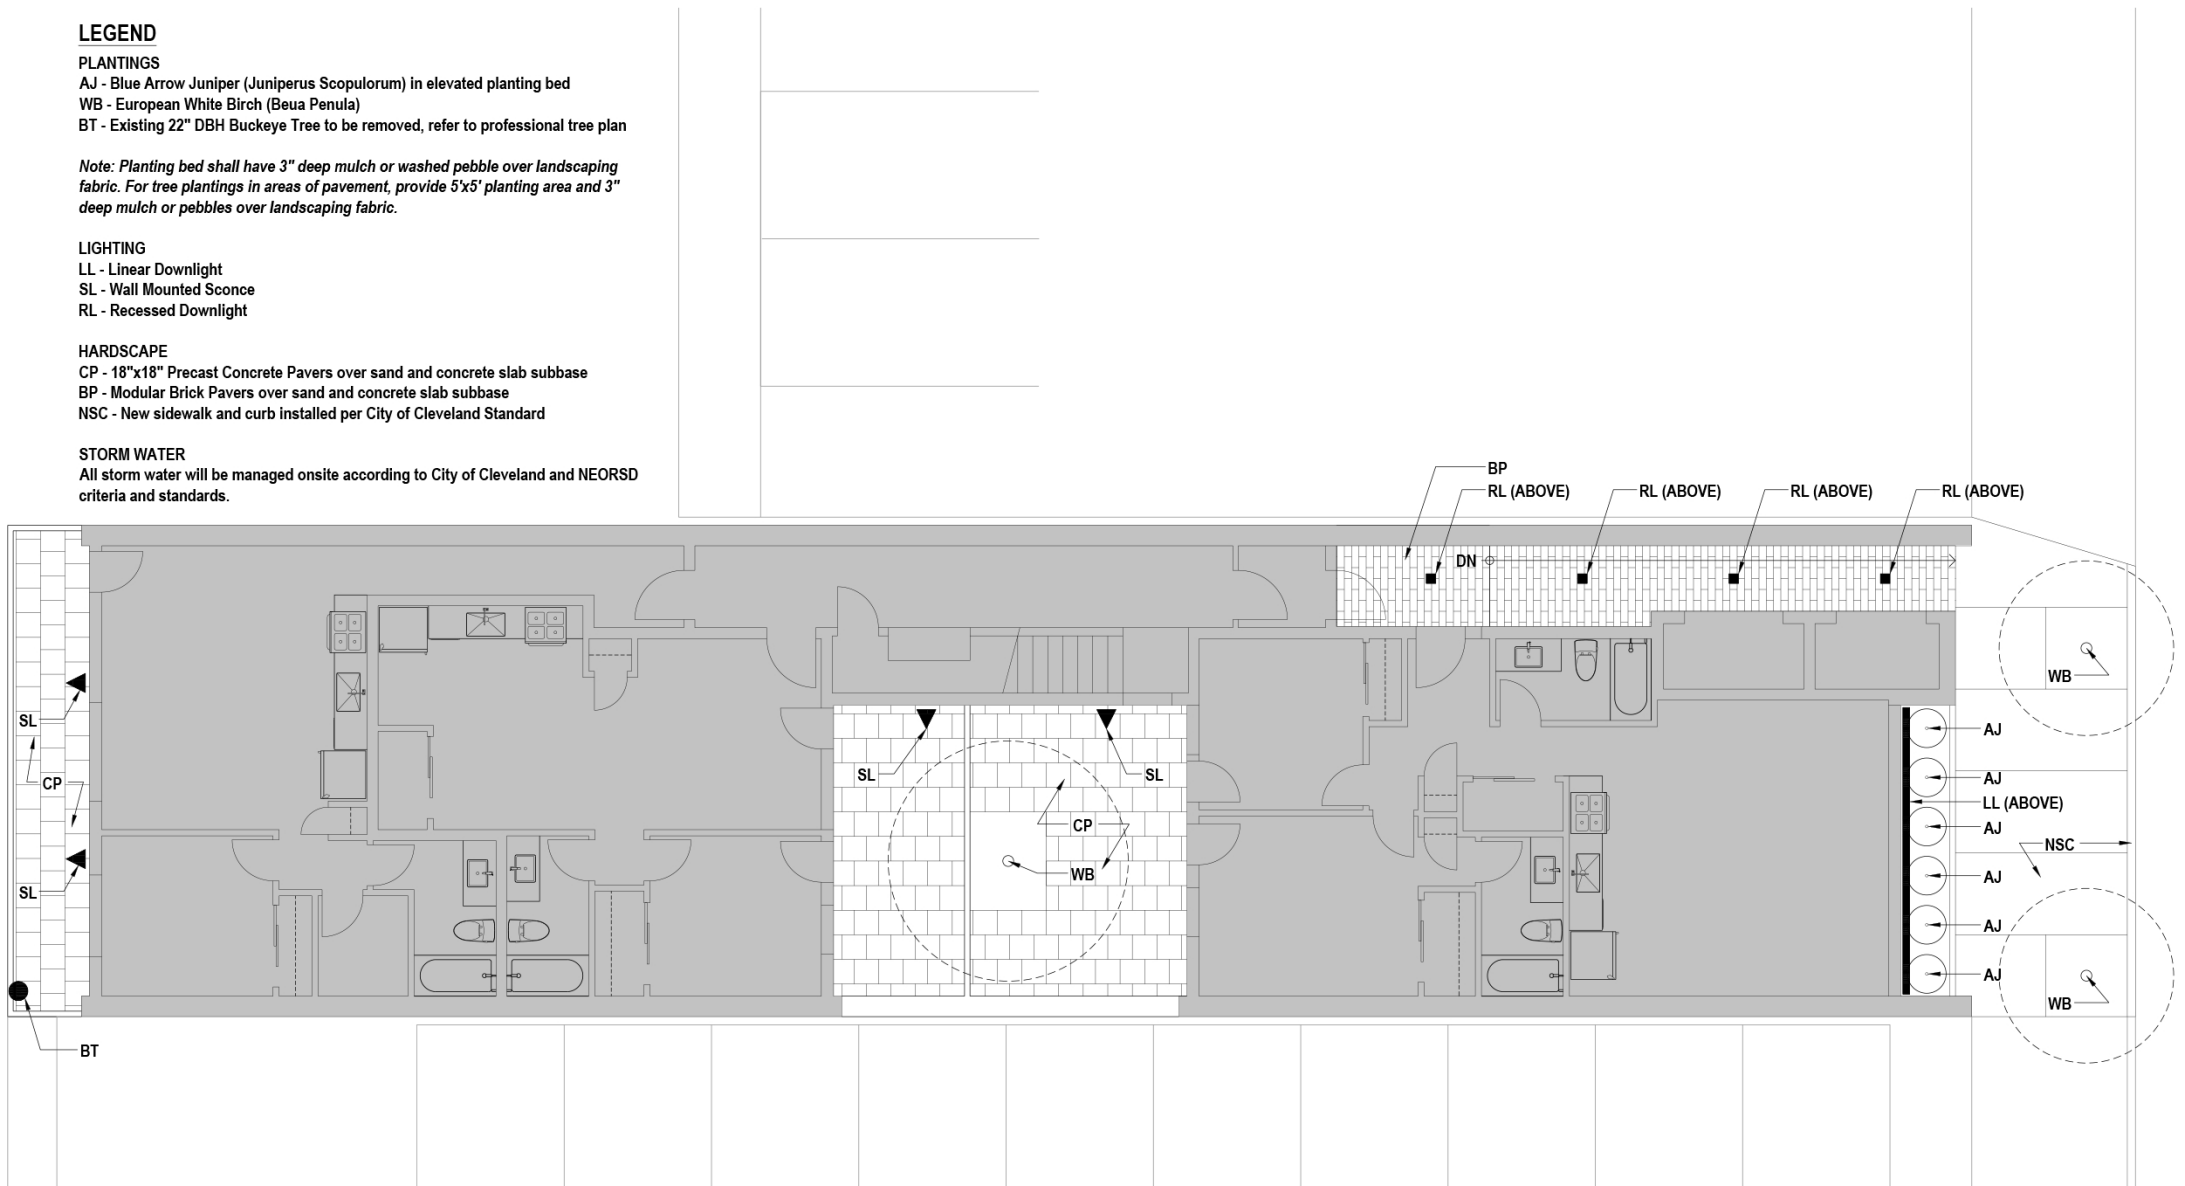 LEGEND
PLANTINGS
AJ - Blue Arrow Juniper (Juniperus Scopulorum) in elevated planting bed
WB - European White Birch (Beua Penula)
BT - Existing 22" DBH Buckeye Tree to be removed, refer to professional tree plan
Note: Planting bed shall have 3" deep mulch or washed pebble over landscaping
fabric. For tree plantings in areas of pavement, provide 5'x5' planting area and 3"
deep mulch or pebbles over landscaping fabric.
LIGHTING
LL - Linear Downlight
SL - Wall Mounted Sconce
RL - Recessed Downlight
HARDSCAPE
CP - 18"x18" Precast Concrete Pavers over sand and concrete slab subbase
BP - Modular Brick Pavers over sand and concrete slab subbase
NSC - New sidewalk and curb installed per City of Cleveland Standard
STORM WATER
All storm water will be managed onsite according to City of Cleveland and NEORSD
criteria and standards.
BP
RL (ABOVE)
RL (ABOVE)
RL (ABOVE)
RL (ABOVE)
DN
WB
SL
AJ
SL
SL
AJ
CP
LL (ABOVE)
CP
AJ
NSC
WB
AJ
SL
AJ
AJ
WB
BT